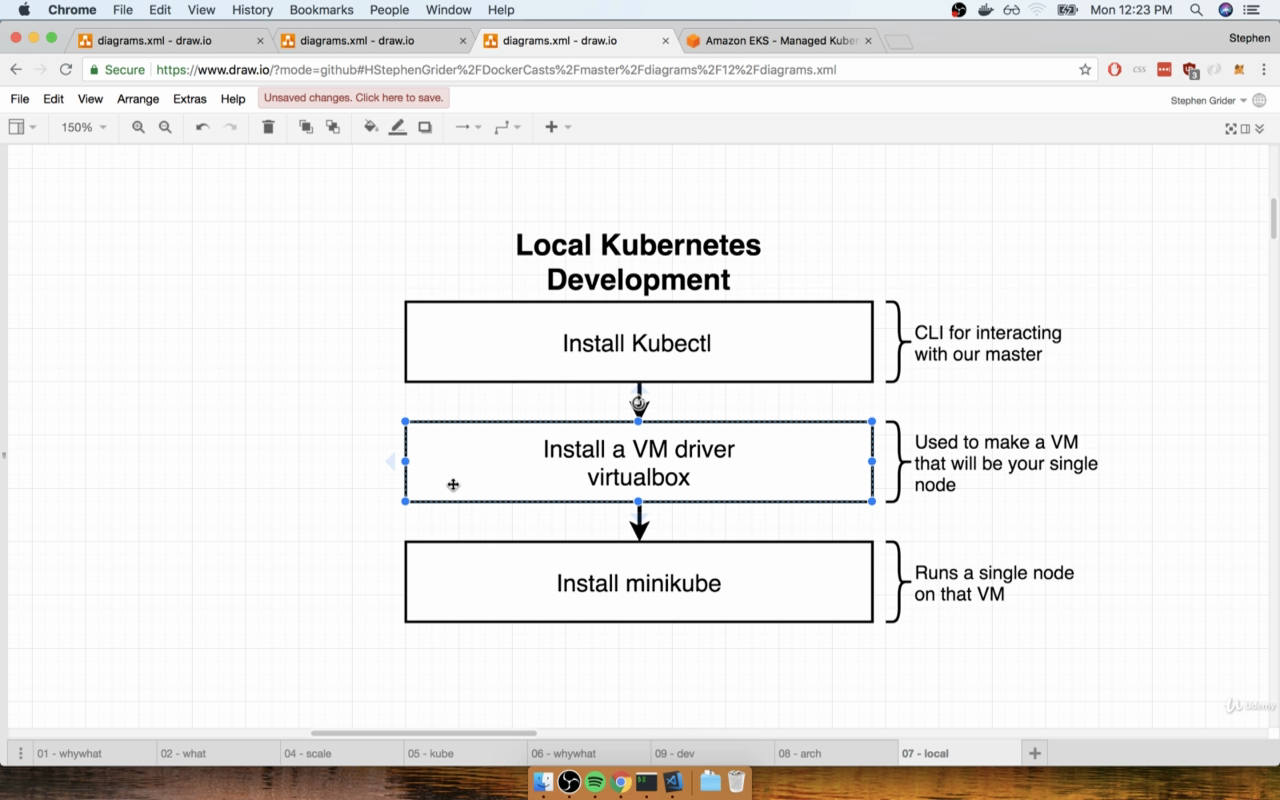 Chrome File Edit View History Bookmarks People Window Help Mon 12:23 PM
diagrams.xml - draw.io diagrams.xml - draw.io diagrams.xml - draw.io Amazon EKS - Managed Kuber Stephen
Secure https://www.draw.io/?mode=github#HStephenGrider%2FDockerCasts%2Fmaster%2Fdiagrams%2F12%2Fdiagrams.xml CSS 3
File Edit View Arrange Extras Help Unsaved changes. Click here to save. Stephen Grider
150%
Local Kubernetes
Development
Install Kubectl
CLI for interacting
with our master
Install a VM driver
virtualbox
Used to make a VM
that will be your single
node
Install minikube
Runs a single node
on that VM
Udemy
01 - whywhat 02 - what 04 - scale 05 - kube 06 - whywhat 09 - dev 08 - arch 07 - local